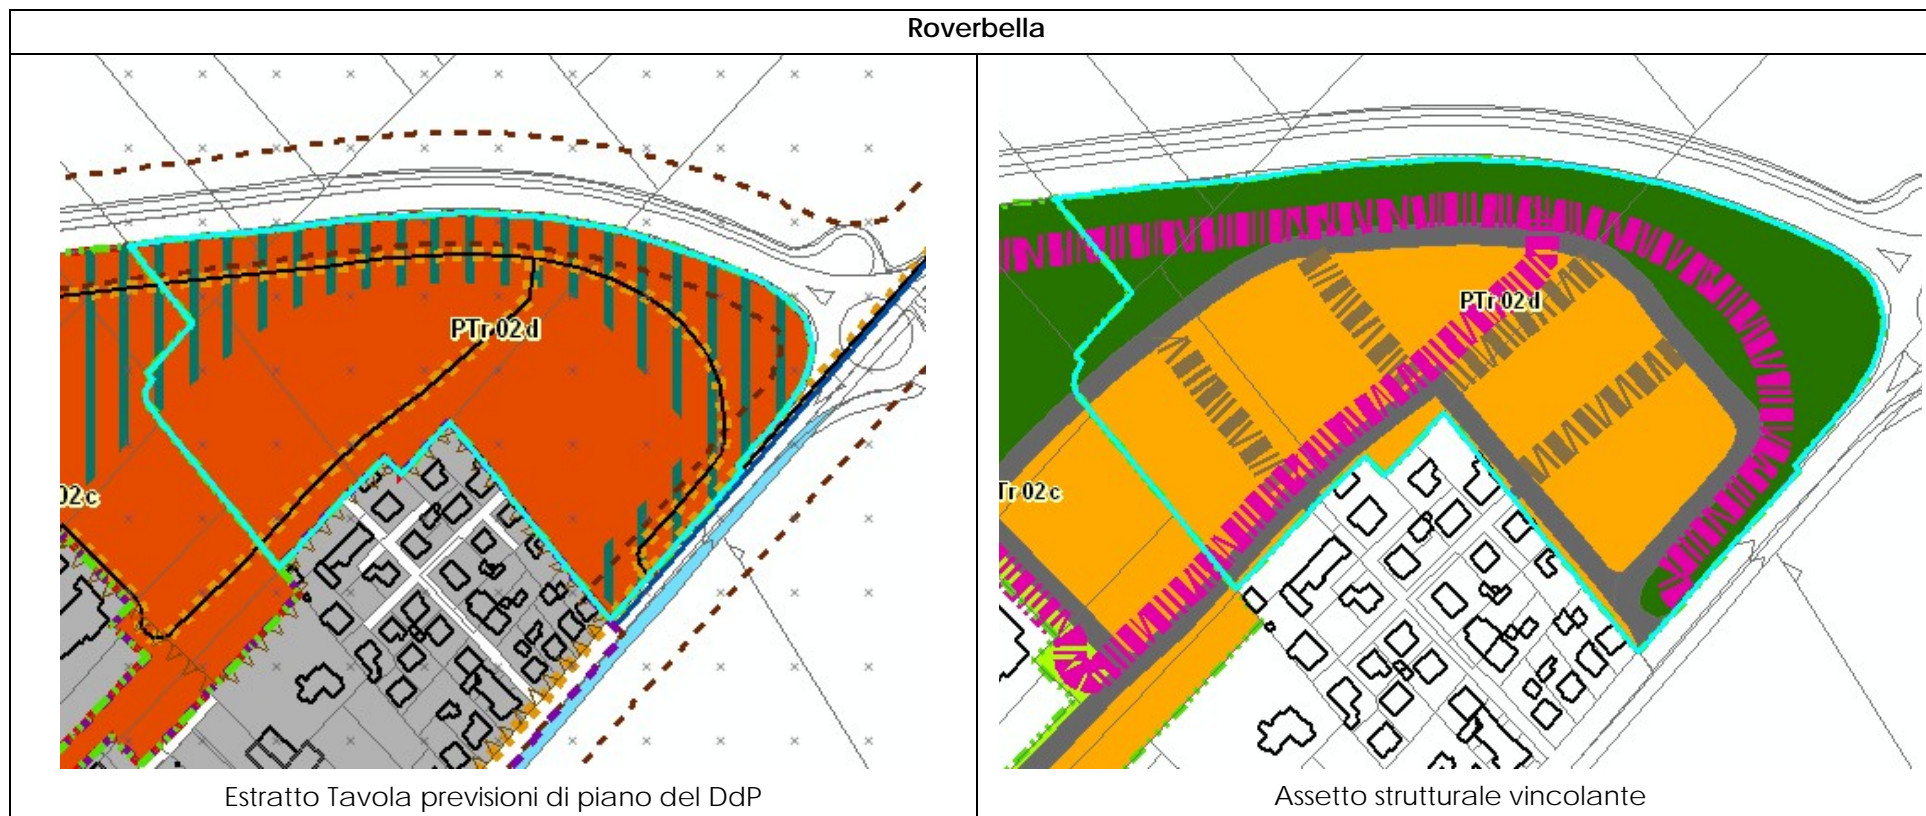 Roverbella
PTr 02 d
02 c
Estratto Tavola previsioni di piano del DdP
PTr 02 d
Tr 02 c
Assetto strutturale vincolante